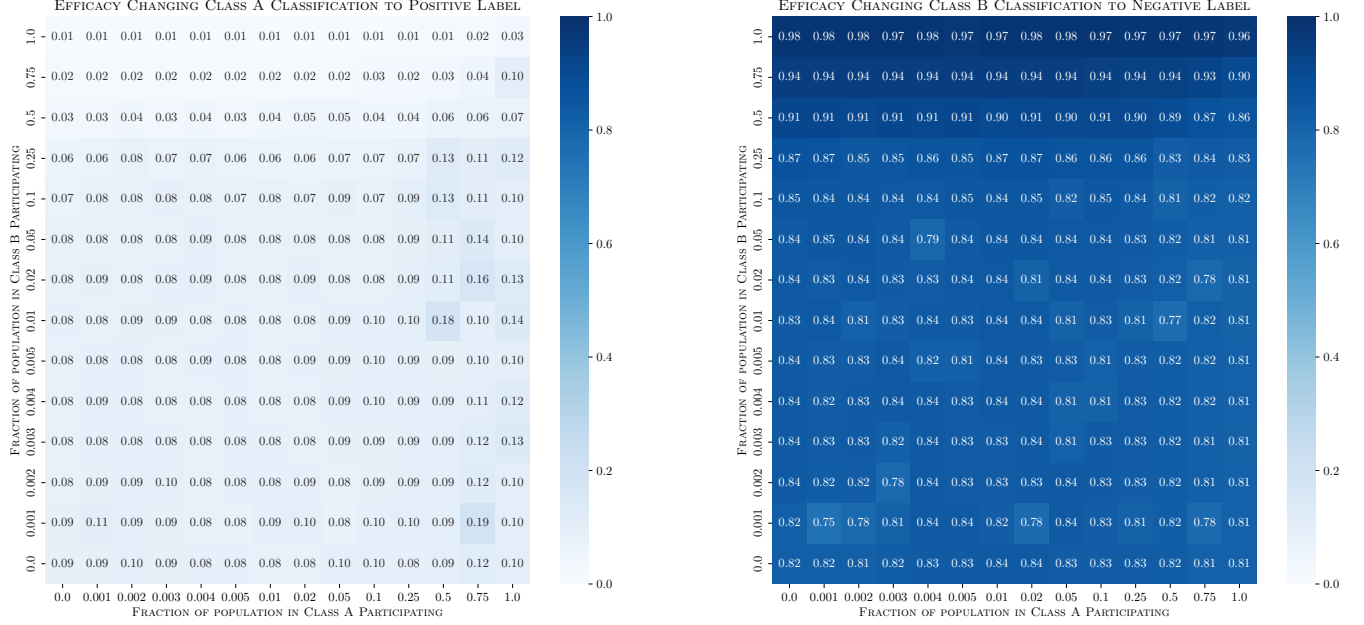 Efficacy Changing Class A Classification to Positive Label
Fraction of population in Class B Participating
1.0 0.01 0.01 0.01 0.01 0.01 0.01 0.01 0.01 0.01 0.01 0.01 0.01 0.02 0.03
0.75 0.02 0.02 0.02 0.02 0.02 0.02 0.02 0.02 0.02 0.03 0.02 0.03 0.04 0.10
0.5 0.03 0.03 0.04 0.03 0.04 0.03 0.04 0.05 0.05 0.04 0.04 0.06 0.06 0.07
0.25 0.06 0.06 0.08 0.07 0.07 0.06 0.06 0.06 0.07 0.07 0.07 0.13 0.11 0.12
0.1 0.07 0.08 0.08 0.08 0.08 0.07 0.08 0.07 0.09 0.07 0.09 0.13 0.11 0.10
0.05 0.08 0.08 0.08 0.08 0.09 0.08 0.08 0.08 0.08 0.08 0.09 0.11 0.14 0.10
0.02 0.08 0.09 0.08 0.08 0.09 0.08 0.08 0.09 0.08 0.08 0.09 0.11 0.16 0.13
0.01 0.08 0.08 0.09 0.09 0.08 0.08 0.08 0.08 0.09 0.10 0.10 0.18 0.10 0.14
0.005 0.08 0.08 0.08 0.08 0.09 0.08 0.08 0.09 0.09 0.10 0.09 0.09 0.10 0.10
0.004 0.08 0.09 0.08 0.08 0.08 0.08 0.08 0.08 0.09 0.10 0.09 0.09 0.11 0.12
0.003 0.08 0.08 0.08 0.08 0.08 0.08 0.08 0.08 0.09 0.09 0.09 0.09 0.12 0.13
0.002 0.08 0.09 0.09 0.10 0.09 0.08 0.08 0.08 0.08 0.09 0.09 0.09 0.12 0.10
0.001 0.09 0.11 0.09 0.09 0.08 0.08 0.09 0.10 0.08 0.10 0.10 0.09 0.19 0.10
0.0 0.09 0.09 0.10 0.09 0.08 0.08 0.09 0.08 0.10 0.10 0.08 0.09 0.12 0.10
0.0 0.001 0.002 0.003 0.004 0.005 0.01 0.02 0.05 0.1 0.25 0.5 0.75 1.0
Fraction of population in Class A Participating
1.0
0.8
0.6
0.4
0.2
0.0
Efficacy Changing Class B Classification to Negative Label
Fraction of population in Class B Participating
1.0 0.98 0.98 0.98 0.97 0.98 0.97 0.97 0.98 0.98 0.97 0.97 0.97 0.97 0.96
0.75 0.94 0.94 0.94 0.94 0.94 0.94 0.94 0.94 0.94 0.94 0.94 0.94 0.93 0.90
0.5 0.91 0.91 0.91 0.91 0.91 0.91 0.90 0.91 0.90 0.91 0.90 0.89 0.87 0.86
0.25 0.87 0.87 0.85 0.85 0.86 0.85 0.87 0.87 0.86 0.86 0.86 0.83 0.84 0.83
0.1 0.85 0.84 0.84 0.84 0.84 0.84 0.85 0.84 0.85 0.82 0.85 0.84 0.81 0.82 0.82
0.05 0.84 0.85 0.84 0.84 0.79 0.84 0.84 0.84 0.84 0.84 0.83 0.82 0.81 0.81
0.02 0.84 0.83 0.84 0.83 0.83 0.84 0.84 0.81 0.84 0.84 0.83 0.82 0.78 0.81
0.01 0.83 0.84 0.81 0.83 0.84 0.83 0.84 0.84 0.81 0.83 0.81 0.77 0.82 0.81
0.005 0.84 0.83 0.84 0.84 0.82 0.81 0.84 0.83 0.83 0.81 0.83 0.82 0.82 0.81
0.004 0.84 0.82 0.83 0.84 0.84 0.83 0.84 0.84 0.81 0.81 0.83 0.82 0.82 0.81
0.003 0.84 0.83 0.83 0.82 0.84 0.83 0.83 0.84 0.81 0.83 0.83 0.82 0.81 0.81
0.002 0.84 0.82 0.82 0.78 0.84 0.83 0.83 0.83 0.84 0.83 0.83 0.82 0.81 0.81
0.001 0.82 0.75 0.78 0.81 0.84 0.84 0.82 0.78 0.84 0.83 0.81 0.82 0.78 0.81
0.0 0.82 0.82 0.81 0.82 0.83 0.83 0.82 0.83 0.82 0.81 0.83 0.82 0.81 0.81
0.0 0.001 0.002 0.003 0.004 0.005 0.01 0.02 0.05 0.1 0.25 0.5 0.75 1.0
Fraction of population in Class A Participating
1.0
0.8
0.6
0.4
0.2
0.0